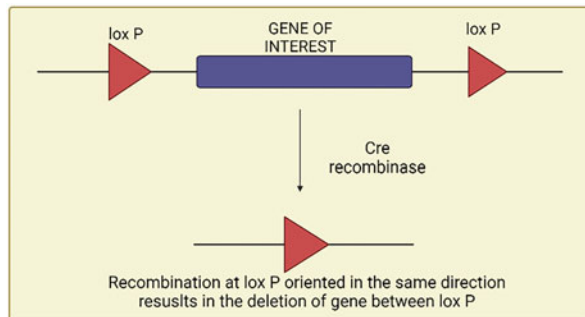 lox P
GENE OF
INTEREST
lox P
Cre
recombinase
Recombination at lox P oriented in the same direction
resuslts in the deletion of gene between lox P